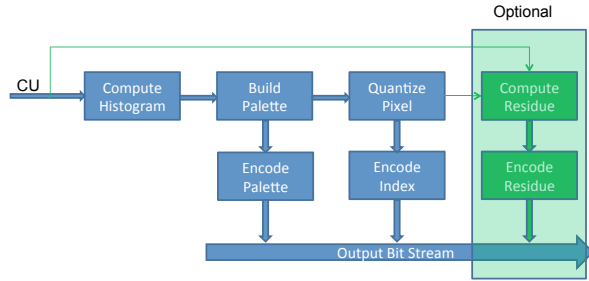 Optional
CU
Compute
Histogram
Build
Palette
Quantize
Pixel
Compute
Residue
Encode
Palette
Encode
Index
Encode
Residue
Output Bit Stream